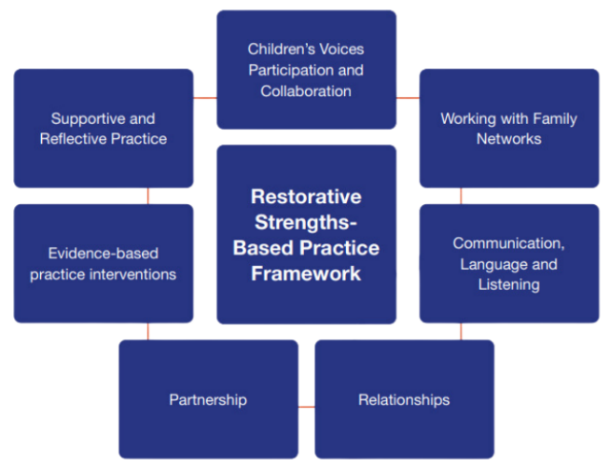 Children's Voices
Participation and
Collaboration
Supportive and
Reflective Practice
Working with Family
Networks
Restorative
Strengths-
Based Practice
Framework
Evidence-based
practice interventions
Communication,
Language and
Listening
Partnership
Relationships